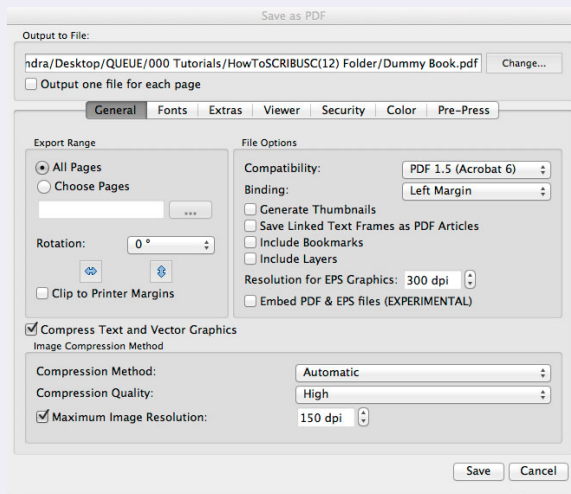 Save as PDF
Output to File:
ndra/Desktop/QUEUE/000 Tutorials/HowToSCRIBUSC(12) Folder/Dummy Book.pdf Change...
Output one file for each page
General Fonts Extras Viewer Security Color Pre-Press
Export Range
All Pages
Choose Pages
...
Rotation: 0 °
Clip to Printer Margins
File Options
Compatibility: PDF 1.5 (Acrobat 6)
Binding: Left Margin
Generate Thumbnails
Save Linked Text Frames as PDF Articles
Include Bookmarks
Include Layers
Resolution for EPS Graphics: 300 dpi
Embed PDF & EPS files (EXPERIMENTAL)
Compress Text and Vector Graphics
Image Compression Method
Compression Method: Automatic
Compression Quality: High
Maximum Image Resolution: 150 dpi
Save Cancel